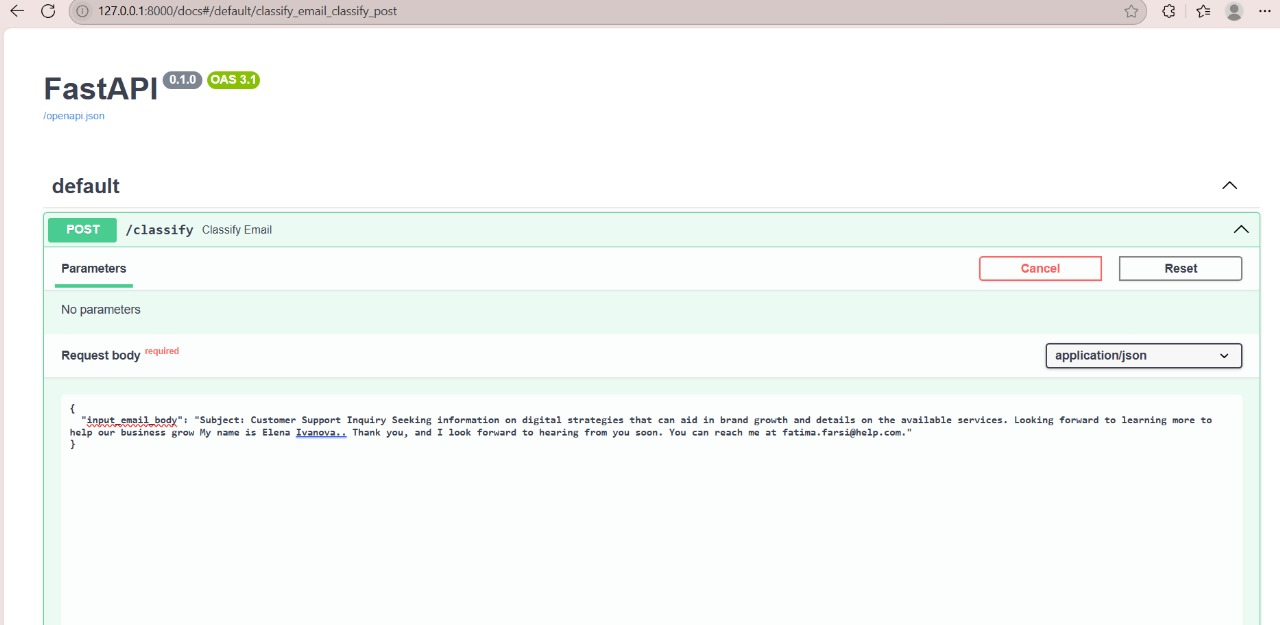 127.0.0.1:8000/docs#/default/classify_email_classify_post
FastAPI 0.1.0 OAS 3.1
/openapi.json
default
POST /classify Classify Email
Parameters Cancel Reset
No parameters
Request body required application/json
{
"input_email_body": "Subject: Customer Support Inquiry Seeking information on digital strategies that can aid in brand growth and details on the available services. Looking forward to learning more to
help our business grow My name is Elena Ivanova.. Thank you, and I look forward to hearing from you soon. You can reach me at fatima.farsi@help.com."
}